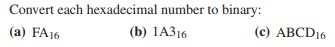 Convert each hexadecimal number to binary:
(a) FA₁₆ (b) 1A3₁₆ (c) ABCD₁₆